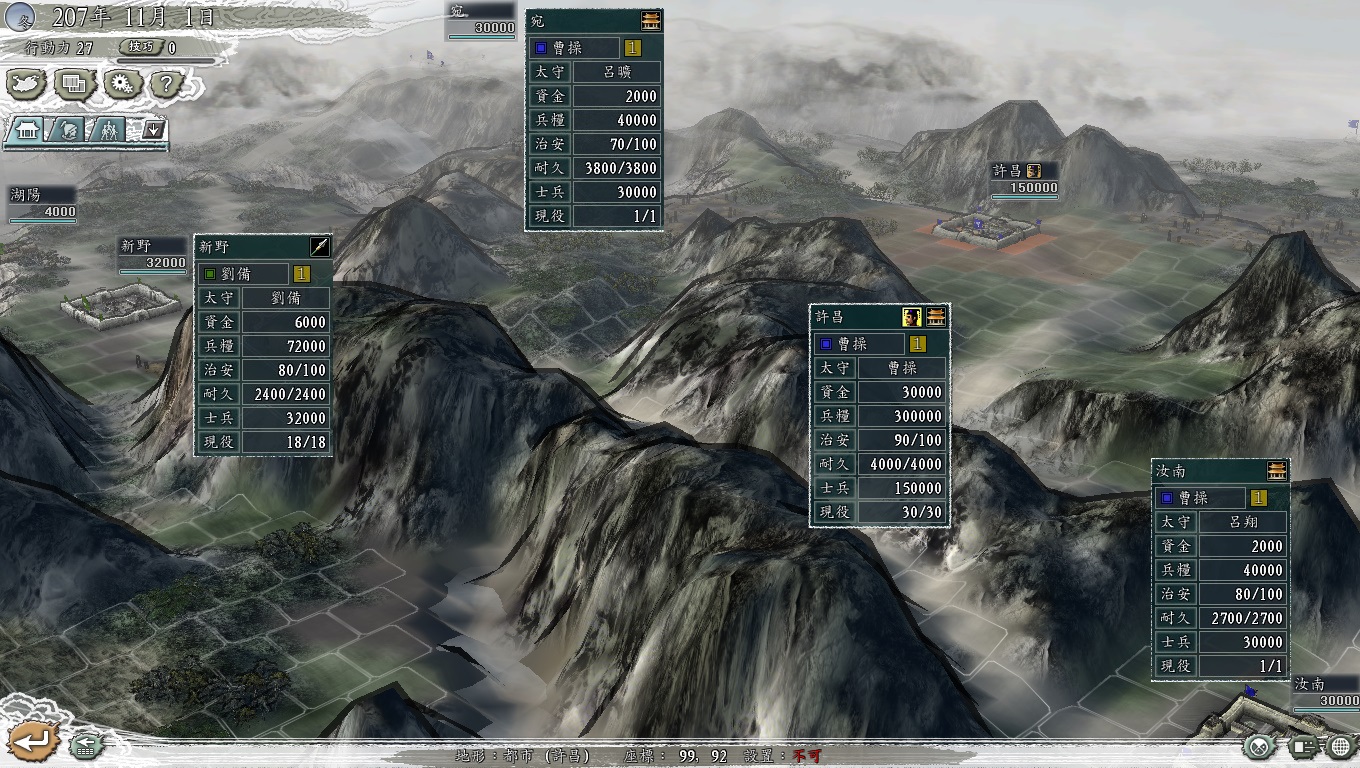 冬 207年 11月 1日
行動力 27 技巧 0
?
宛
30000
宛
曹操 1
太守 呂曠
資金 2000
兵糧 40000
治安 70/100
耐久 3800/3800
士兵 30000
現役 1/1
許昌
150000
湖陽
4000
新野
32000
新野
劉備 1
太守 劉備
資金 6000
兵糧 72000
治安 80/100
耐久 2400/2400
士兵 32000
現役 18/18
許昌
曹操 1
太守 曹操
資金 30000
兵糧 300000
治安 90/100
耐久 4000/4000
士兵 150000
現役 30/30
汝南
曹操 1
太守 呂翔
資金 2000
兵糧 40000
治安 80/100
耐久 2700/2700
士兵 30000
現役 1/1
汝南
30000
地形：都市 (許昌) 座標： 99, 92 設置：不可